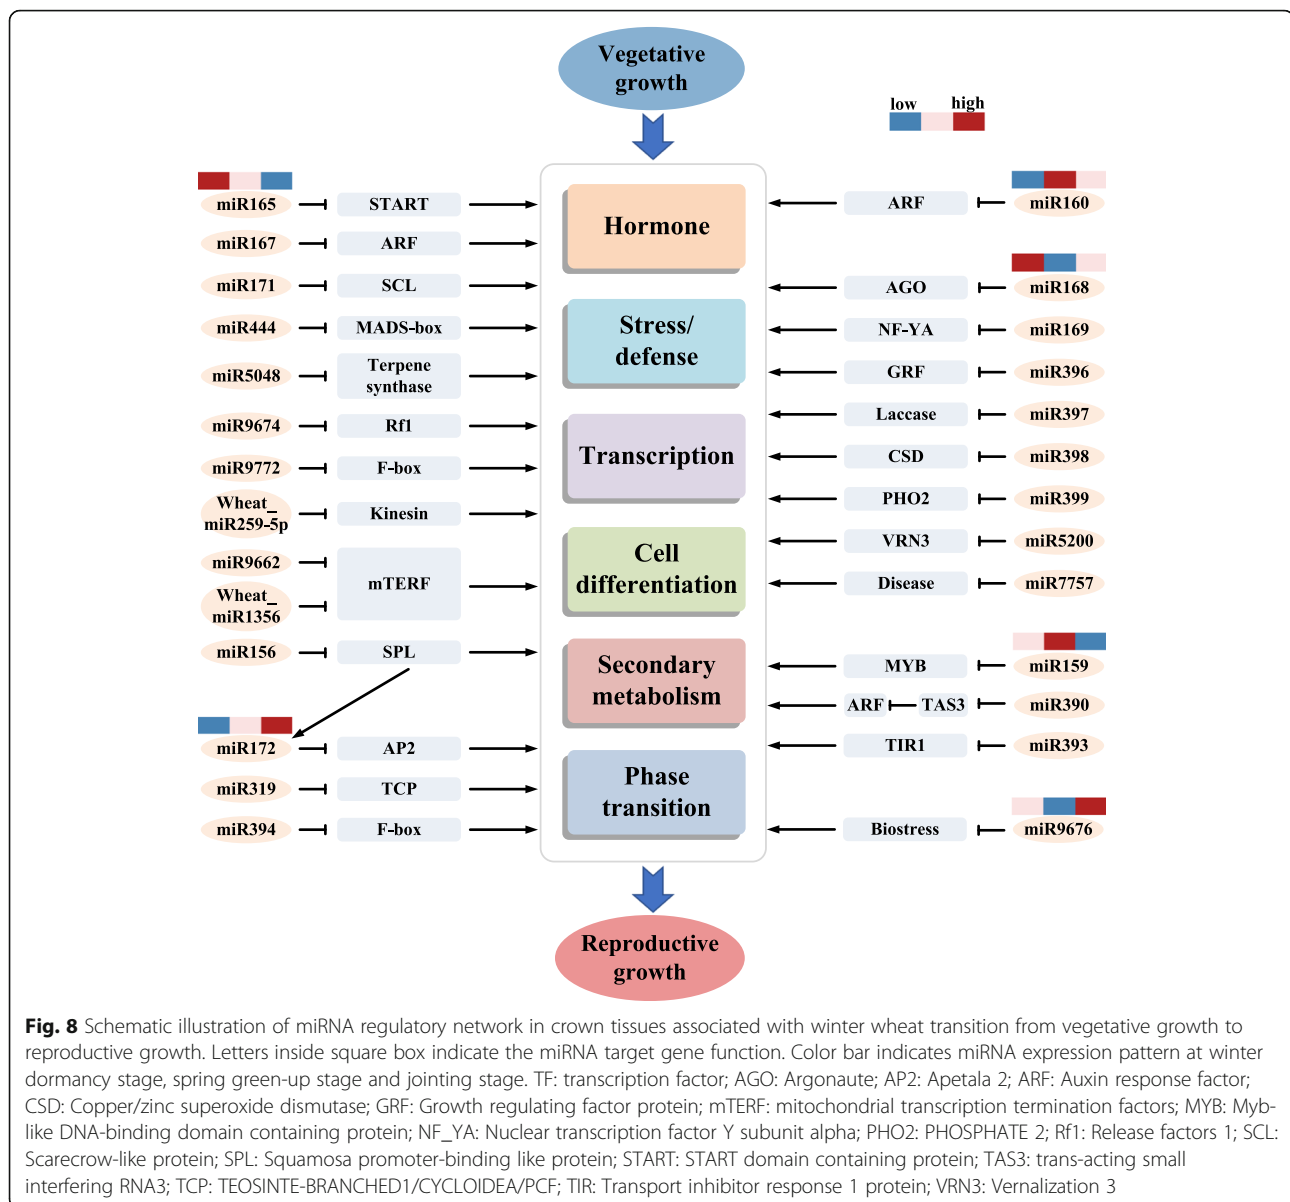 Vegetative
growth
low high
miR165 START
miR167 ARF
miR171 SCL
miR444 MADS-box
miR5048 Terpene
synthase
miR9674 Rf1
miR9772 F-box
Wheat_
miR259-5p Kinesin
miR9662
mTERF
Wheat_
miR1356
miR156 SPL
miR172 AP2
miR319 TCP
miR394 F-box
Hormone
Stress/
defense
Transcription
Cell
differentiation
Secondary
metabolism
Phase
transition
ARF miR160
AGO miR168
NF-YA miR169
GRF miR396
Laccase miR397
CSD miR398
PHO2 miR399
VRN3 miR5200
Disease miR7757
MYB miR159
ARF TAS3 miR390
TIR1 miR393
Biostress miR9676
Reproductive
growth
Fig. 8 Schematic illustration of miRNA regulatory network in crown tissues associated with winter wheat transition from vegetative growth to
reproductive growth. Letters inside square box indicate the miRNA target gene function. Color bar indicates miRNA expression pattern at winter
dormancy stage, spring green-up stage and jointing stage. TF: transcription factor; AGO: Argonaute; AP2: Apetala 2; ARF: Auxin response factor;
CSD: Copper/zinc superoxide dismutase; GRF: Growth regulating factor protein; mTERF: mitochondrial transcription termination factors; MYB: Myb-
like DNA-binding domain containing protein; NF_YA: Nuclear transcription factor Y subunit alpha; PHO2: PHOSPHATE 2; Rf1: Release factors 1; SCL:
Scarecrow-like protein; SPL: Squamosa promoter-binding like protein; START: START domain containing protein; TAS3: trans-acting small
interfering RNA3; TCP: TEOSINTE-BRANCHED1/CYCLOIDEA/PCF; TIR: Transport inhibitor response 1 protein; VRN3: Vernalization 3